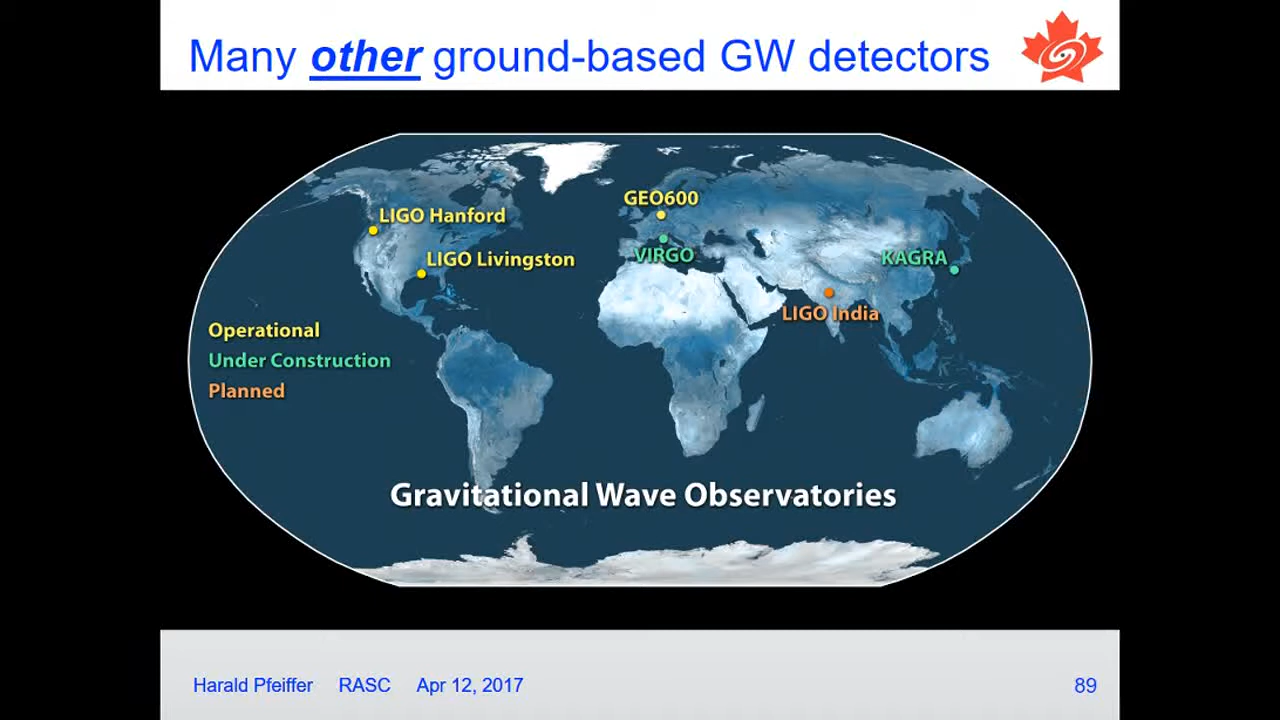 Many other ground-based GW detectors
GEO600
LIGO Hanford
VIRGO
KAGRA
LIGO Livingston
LIGO India
Operational
Under Construction
Planned
Gravitational Wave Observatories
Harald Pfeiffer RASC Apr 12, 2017 89